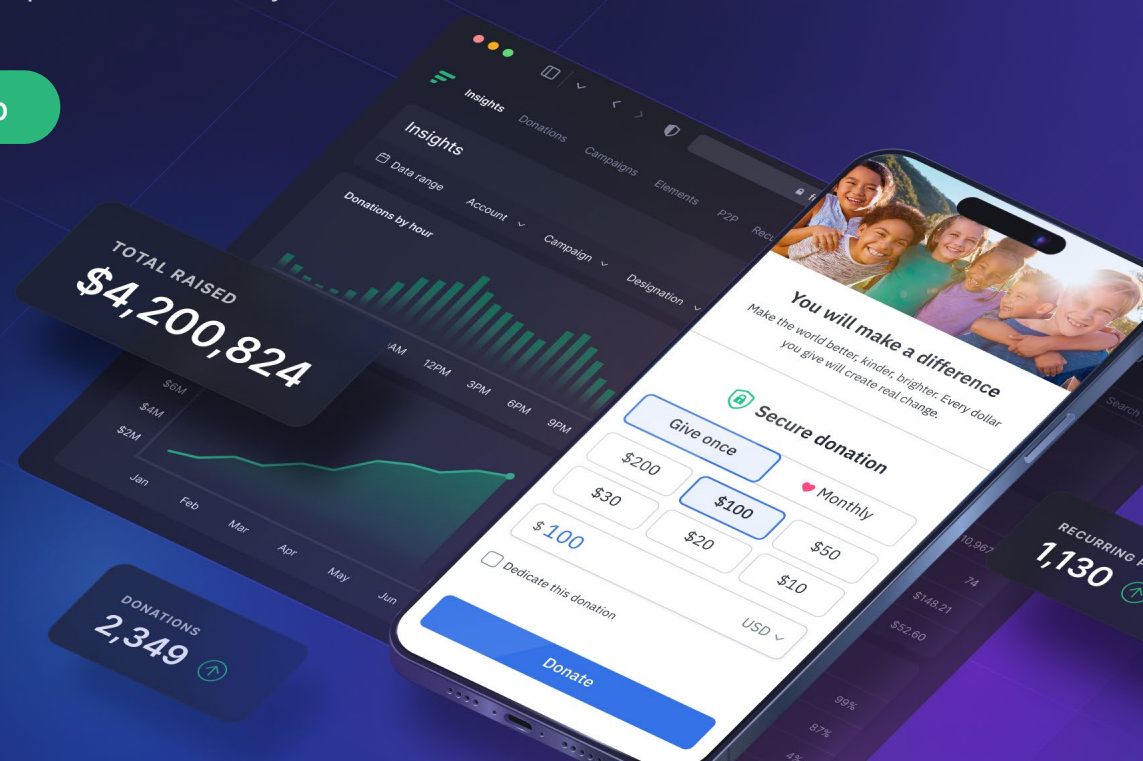 Insights
Donations
Campaigns
Elements
P2P
Insights
Data range
Account
Campaign
Designation
Donations by hour
12PM
3PM
6PM
9PM
TOTAL RAISED
$4,200,824
$6M
$4M
$2M
Jan
Feb
Mar
Apr
May
Jun
DONATIONS
2,349
You will make a difference
Make the world better, kinder, brighter. Every dollar
you give will create real change.
Secure donation
Give once
Monthly
$200
$100
$50
$30
$20
$10
$ 100
USD
Dedicate this donation
Donate
Search
RECURRING
1,130
10,967
74
$148.21
$52.60
99%
87%
4%